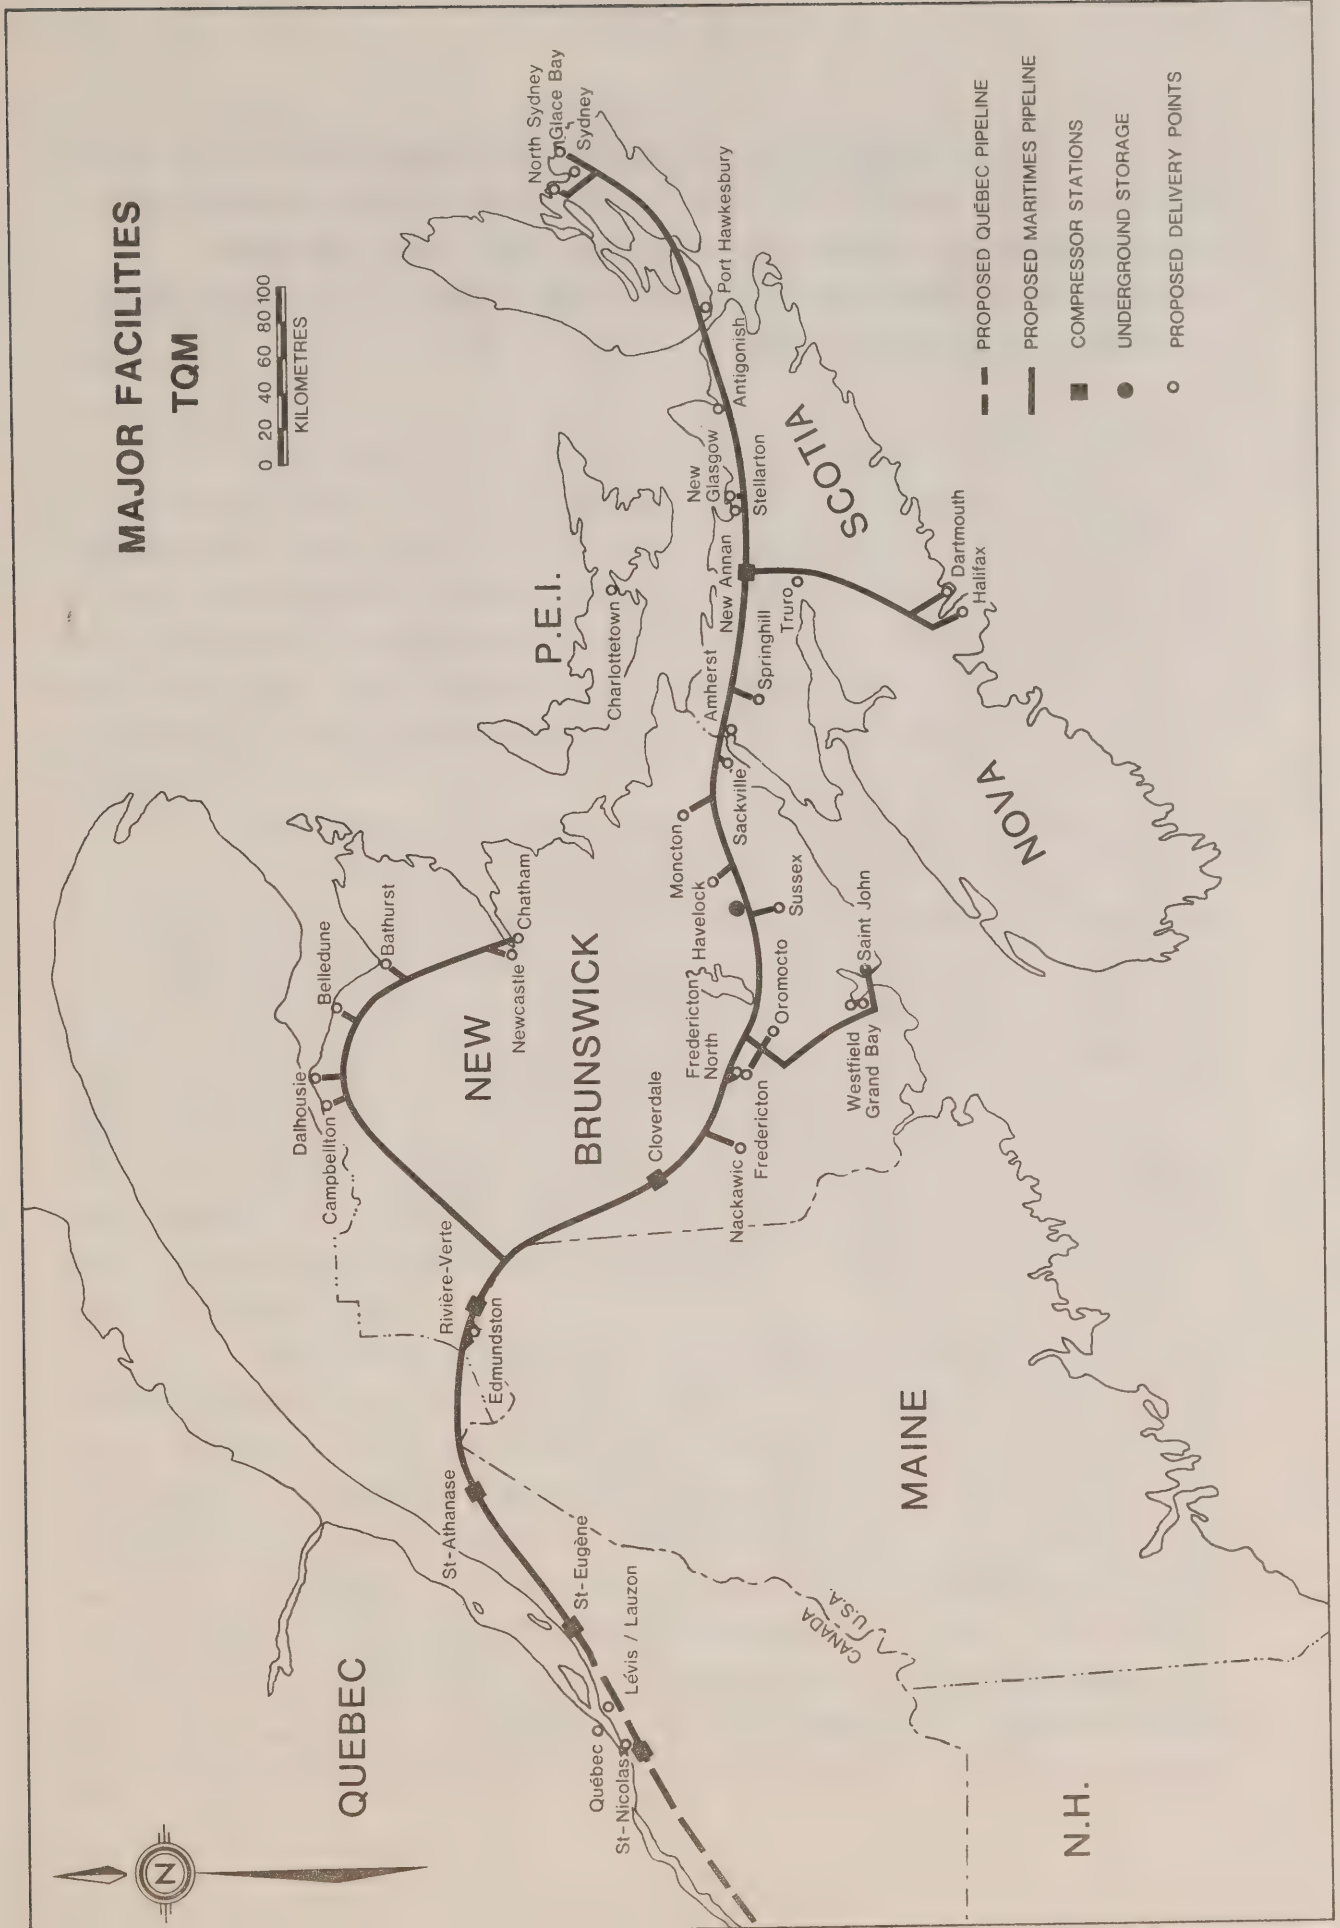 MAJOR FACILITIES
TQM
0 20 40 60 80 100
KILOMETRES
North Sydney
Glace Bay
Sydney
Port Hawkesbury
Antigonish
New
Glasgow
Stellarton
New Annan
Truro
Dartmouth
Halifax
Springhill
Amherst
Sackville
Moncton
Havelock
Sussex
Saint John
Westfield
Grand Bay
Oromocto
Fredericton
North
Fredericton
Nackawic
Cloverdale
Charlottetown
P.E.I.
NOVA
SCOTIA
NEW
BRUNSWICK
Chatham
Newcastle
Bathurst
Belledune
Dalhousie
Campbellton
Rivière-Verte
Edmundston
St-Athanase
St-Eugène
Lévis / Lauzon
Québec
St-Nicolas
QUEBEC
MAINE
CANADA
U.S.A.
N.H.
N
PROPOSED QUÉBEC PIPELINE
PROPOSED MARITIMES PIPELINE
COMPRESSOR STATIONS
UNDERGROUND STORAGE
PROPOSED DELIVERY POINTS